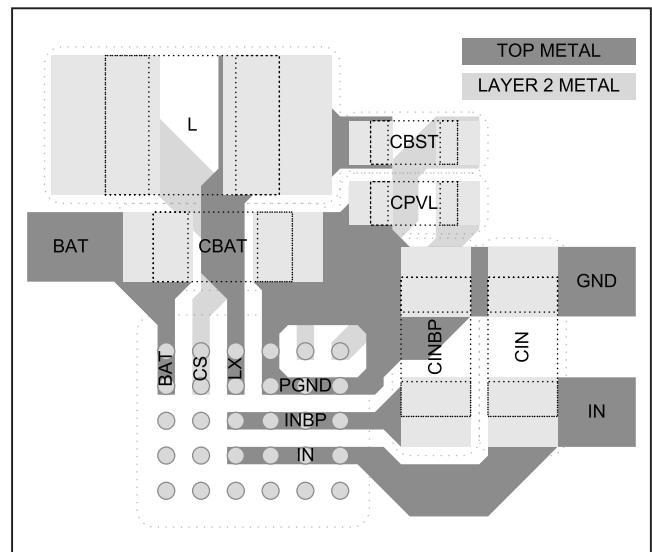 TOP METAL
LAYER 2 METAL
L
CBST
CPVL
BAT
CBAT
GND
CINBP
CIN
BAT
CS
LX
PGND
INBP
IN
IN